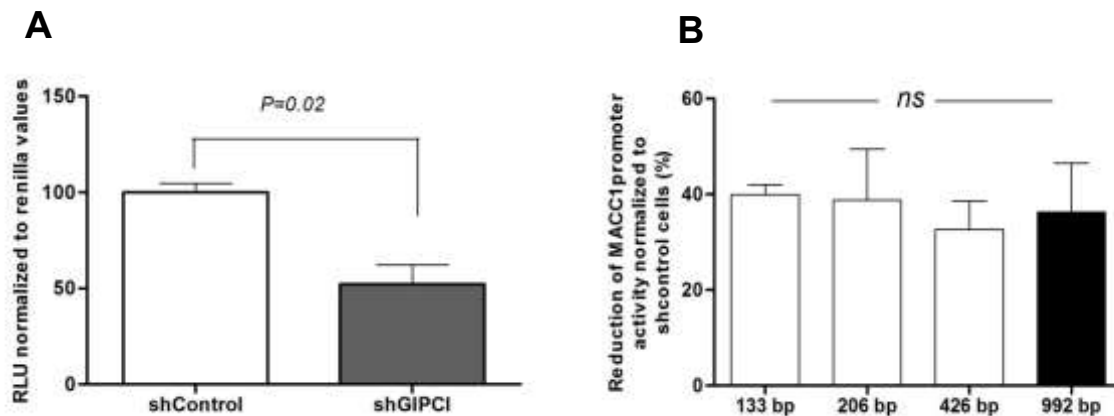 A
RLU normalized to renilla values
150
100
50
0
P=0.02
shControl
shGIPCI
B
Reduction of MACC1promoter
activity normalized to
shcontrol cells (%)
60
40
20
0
ns
133 bp
206 bp
426 bp
992 bp